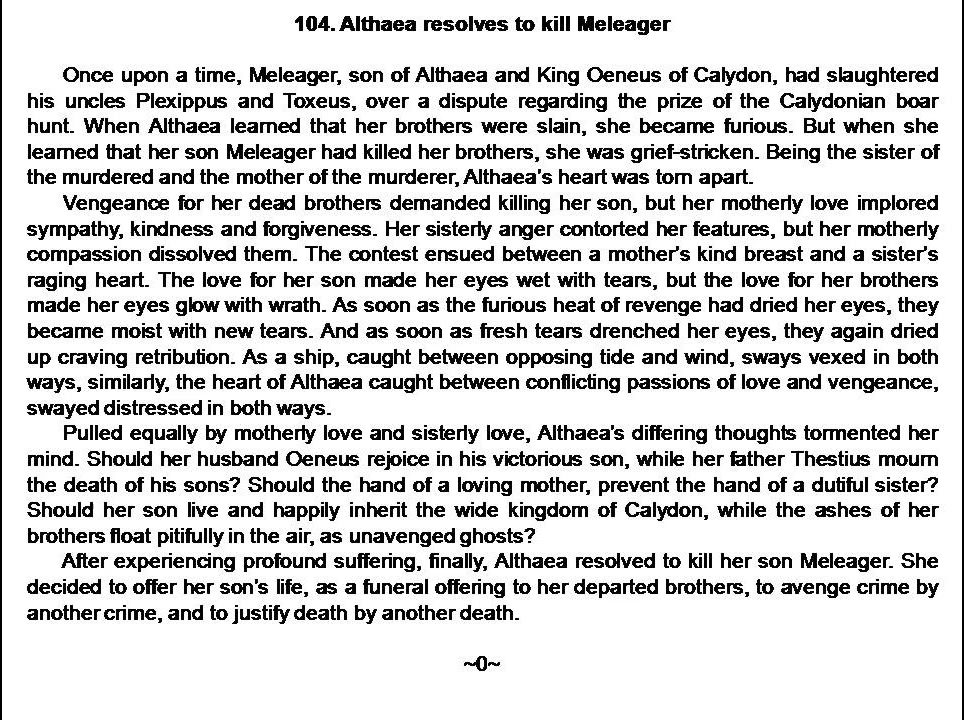 104. Althaea resolves to kill Meleager
Once upon a time, Meleager, son of Althaea and King Oeneus of Calydon, had slaughtered
his uncles Plexippus and Toxeus, over a dispute regarding the prize of the Calydonian boar
hunt. When Althaea learned that her brothers were slain, she became furious. But when she
learned that her son Meleager had killed her brothers, she was grief-stricken. Being the sister of
the murdered and the mother of the murderer, Althaea's heart was torn apart.
Vengeance for her dead brothers demanded killing her son, but her motherly love implored
sympathy, kindness and forgiveness. Her sisterly anger contorted her features, but her motherly
compassion dissolved them. The contest ensued between a mother's kind breast and a sister's
raging heart. The love for her son made her eyes wet with tears, but the love for her brothers
made her eyes glow with wrath. As soon as the furious heat of revenge had dried her eyes, they
became moist with new tears. And as soon as fresh tears drenched her eyes, they again dried
up craving retribution. As a ship, caught between opposing tide and wind, sways vexed in both
ways, similarly, the heart of Althaea caught between conflicting passions of love and vengeance,
swayed distressed in both ways.
Pulled equally by motherly love and sisterly love, Althaea's differing thoughts tormented her
mind. Should her husband Oeneus rejoice in his victorious son, while her father Thestius mourn
the death of his sons? Should the hand of a loving mother, prevent the hand of a dutiful sister?
Should her son live and happily inherit the wide kingdom of Calydon, while the ashes of her
brothers float pitifully in the air, as unavenged ghosts?
After experiencing profound suffering, finally, Althaea resolved to kill her son Meleager. She
decided to offer her son's life, as a funeral offering to her departed brothers, to avenge crime by
another crime, and to justify death by another death.
~0~